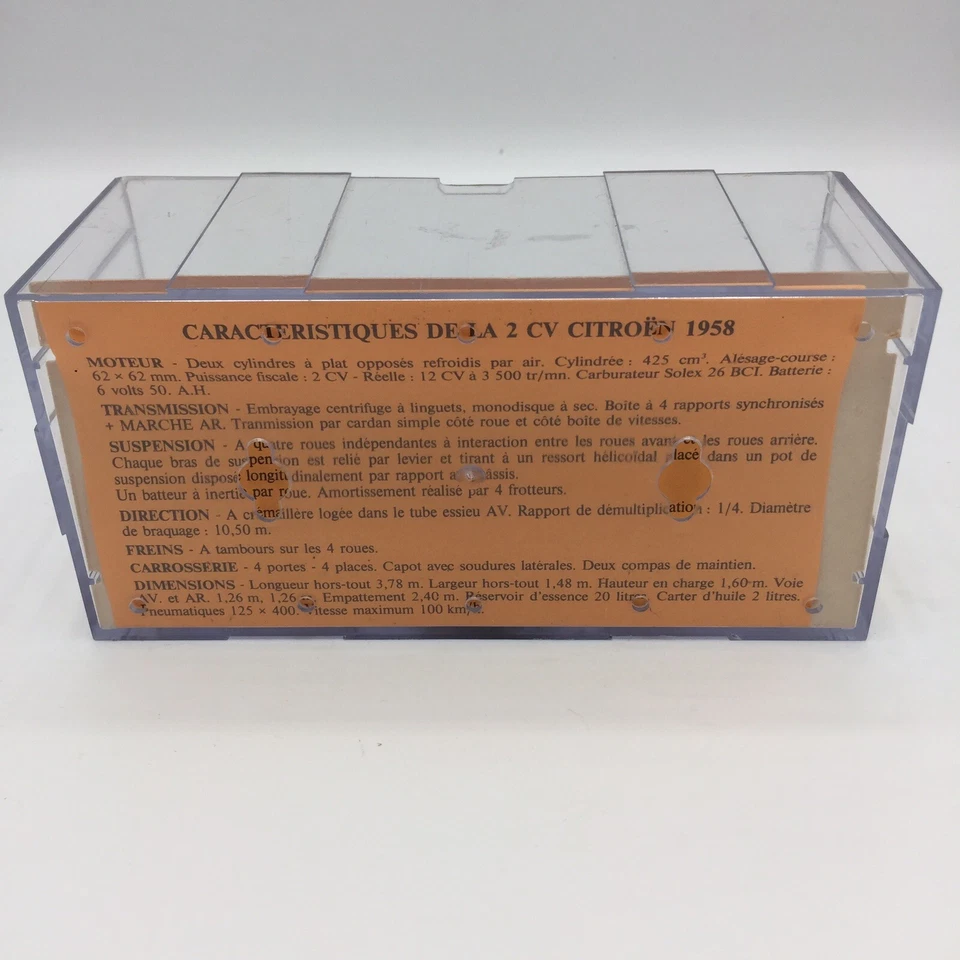 CARACTERISTIQUES DE LA 2 CV CITROËN 1958
MOTEUR - Deux cylindres à plat opposés refroidis par air. Cylindrée : 425 cm³. Alésage-course :
62 × 62 mm. Puissance fiscale : 2 CV - Réelle : 12 CV à 3 500 tr/mn. Carburateur Solex 26 BCI. Batterie :
6 volts 50. A.H.
TRANSMISSION - Embrayage centrifuge à linguets, monodisque à sec. Boîte à 4 rapports synchronisés
+ MARCHE AR. Tranmission par cardan simple côté roue et côté boîte de vitesses.
SUSPENSION - A quatre roues indépendantes à interaction entre les roues avant et les roues arrière.
Chaque bras de suspension est relié par levier et tirant à un ressort hélicoïdal placé dans un pot de
suspension disposé longitudinalement par rapport au châssis.
Un batteur à inertie par roue. Amortissement réalisé par 4 frotteurs.
DIRECTION - A crémaillère logée dans le tube essieu AV. Rapport de démultiplication : 1/4. Diamètre
de braquage : 10,50 m.
FREINS - A tambours sur les 4 roues.
CARROSSERIE - 4 portes - 4 places. Capot avec soudures latérales. Deux compas de maintien.
DIMENSIONS - Longueur hors-tout 3,78 m. Largeur hors-tout 1,48 m. Hauteur en charge 1,60 m. Voie
AV. et AR. 1,26 m, 1,26 m. Empattement 2,40 m. Réservoir d'essence 20 litres. Carter d'huile 2 litres.
Pneumatiques 125 × 400. Vitesse maximum 100 km/h.